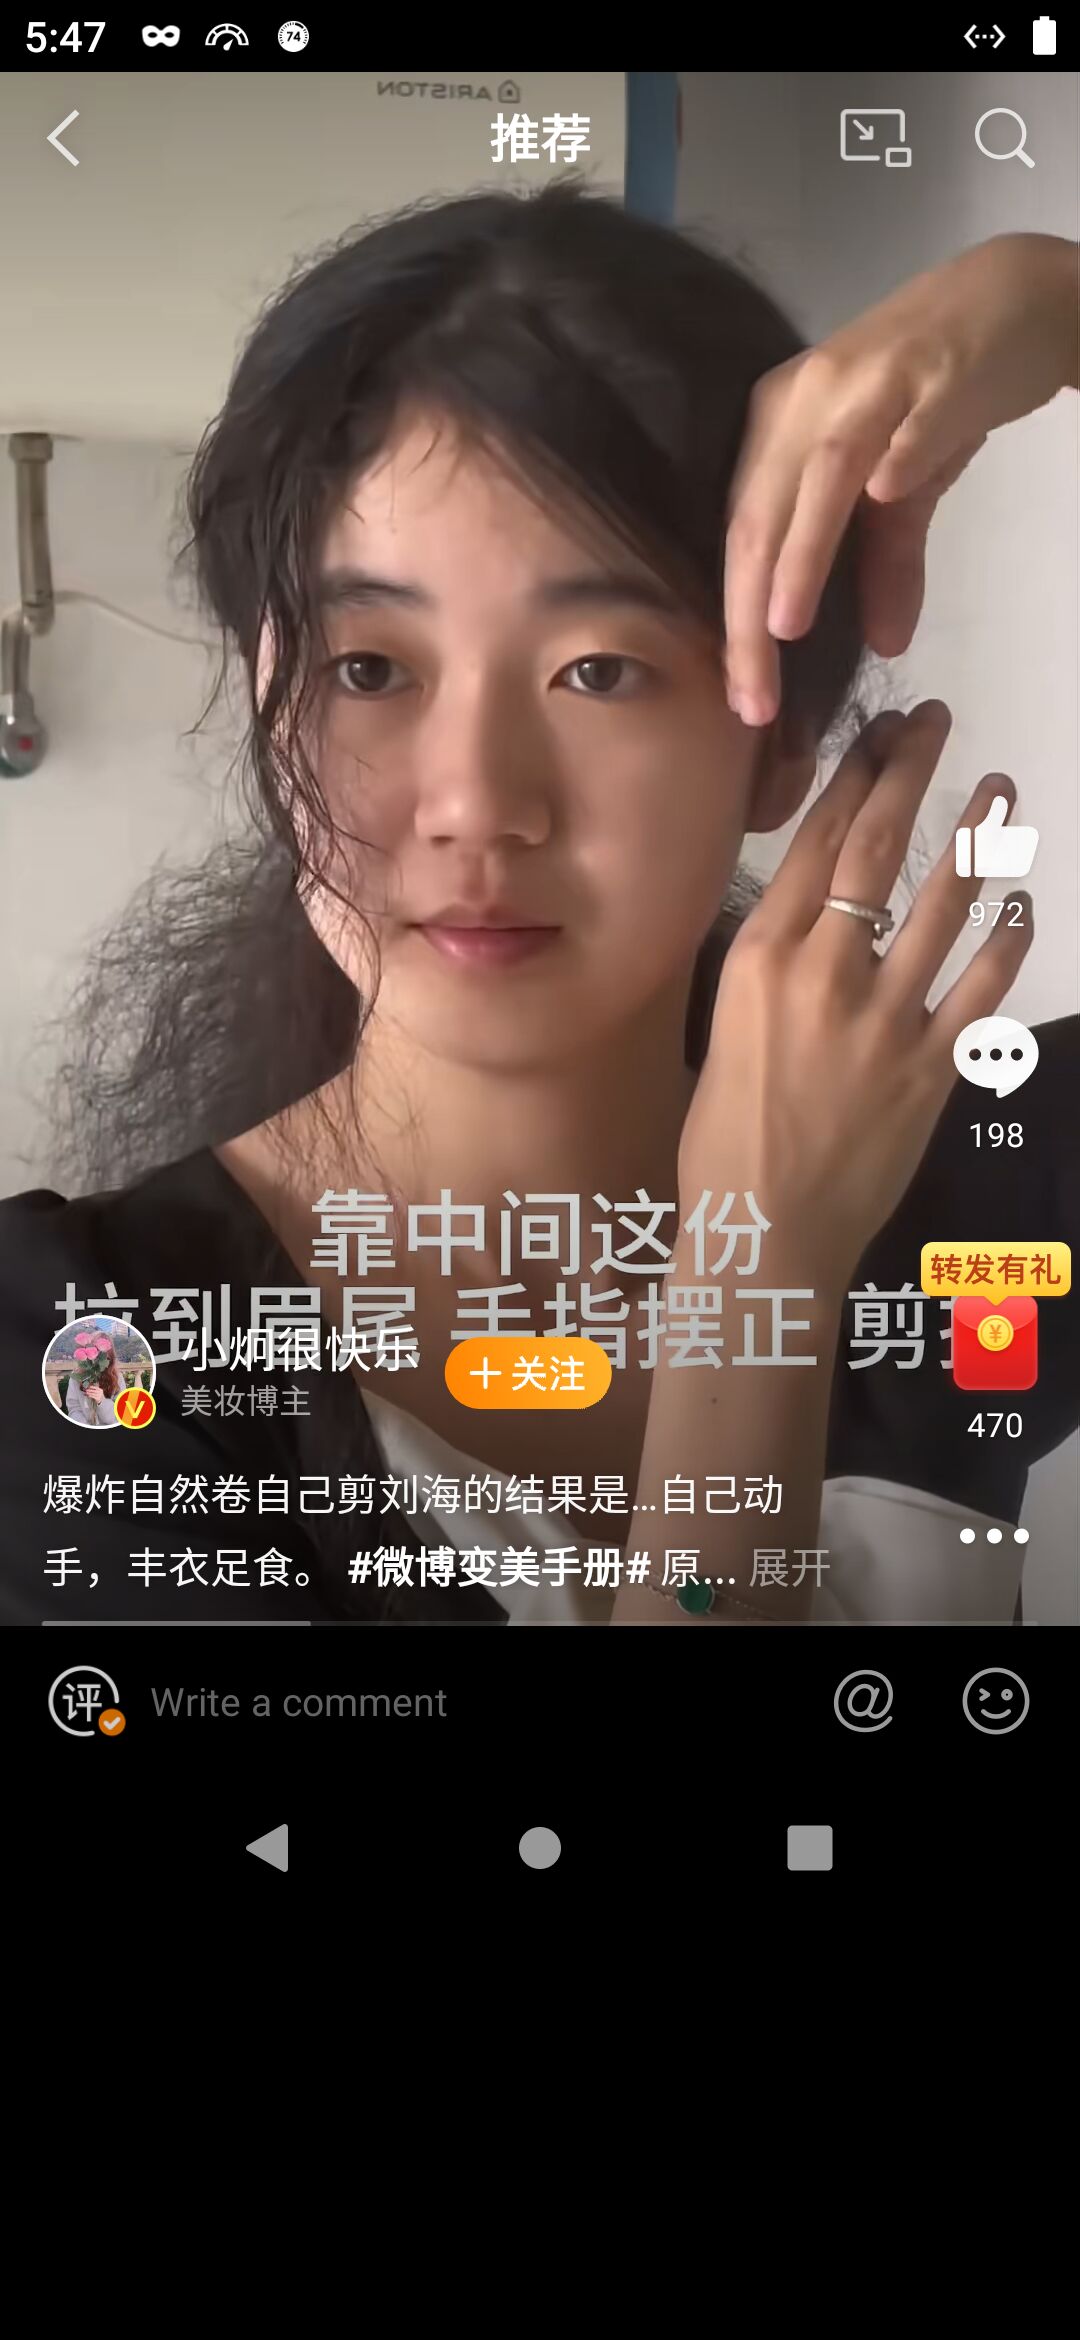 5:47
74
ARISTON
推荐
972
198
靠中间这份
拉到眉尾 手指摆正 剪
转发有礼
小炯很快乐
+关注
美妆博主
470
爆炸自然卷自己剪刘海的结果是...自己动
手，丰衣足食。 #微博变美手册# 原... 展开
评
Write a comment